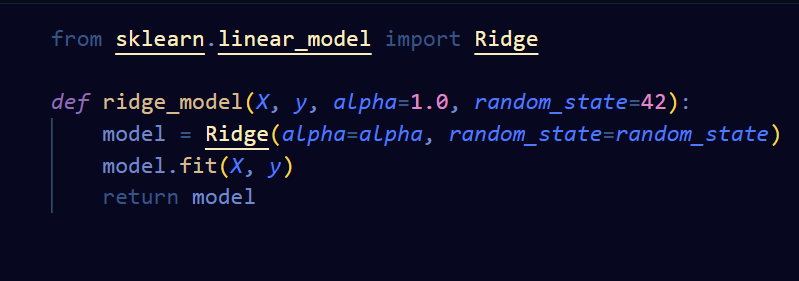 from sklearn.linear_model import Ridge
def ridge_model(X, y, alpha=1.0, random_state=42):
    model = Ridge(alpha=alpha, random_state=random_state)
    model.fit(X, y)
    return model